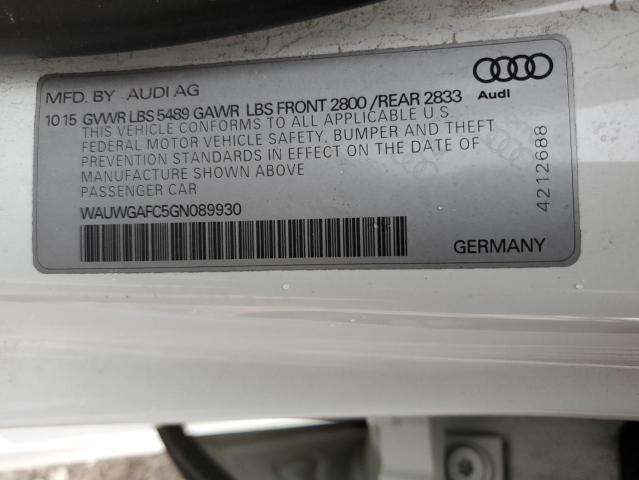 MFD. BY AUDI AG
Audi
10 15 GVWR LBS 5489 GAWR LBS FRONT 2800 /REAR 2833
THIS VEHICLE CONFORMS TO ALL APPLICABLE U.S
FEDERAL MOTOR VEHICLE SAFETY, BUMPER AND THEFT
PREVENTION STANDARDS IN EFFECT ON THE DATE OF
MANUFACTURE SHOWN ABOVE
PASSENGER CAR
WAUWGAFC5GN089930
4212688
GERMANY